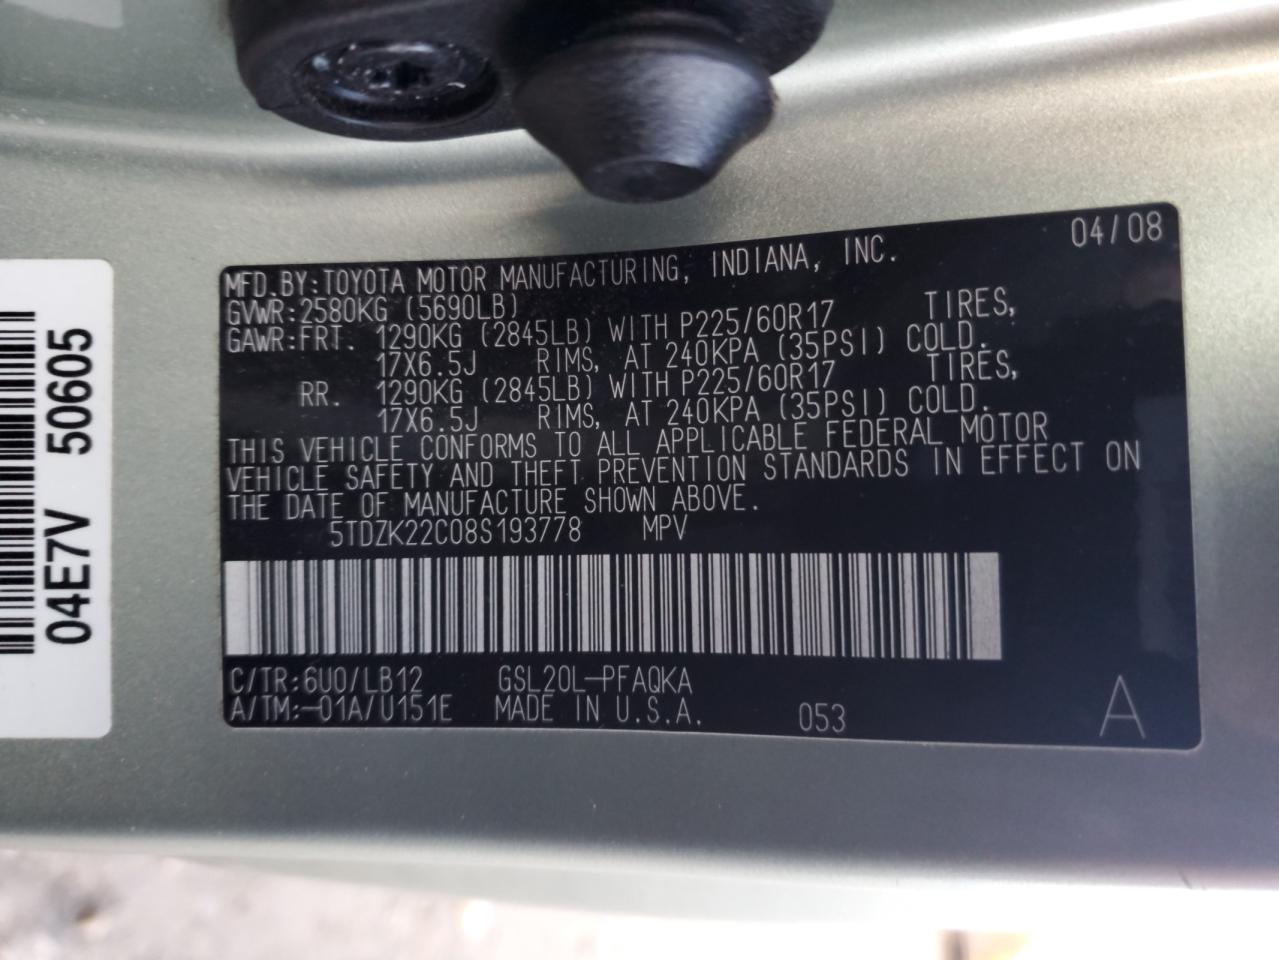 04/08
MFD.BY:TOYOTA MOTOR MANUFACTURING, INDIANA, INC.
GVWR:2580KG (5690LB)
GAWR:FRT. 1290KG (2845LB) WITH P225/60R17 TIRES,
17X6.5J RIMS, AT 240KPA (35PSI) COLD.
RR. 1290KG (2845LB) WITH P225/60R17 TIRES,
17X6.5J RIMS, AT 240KPA (35PSI) COLD.
THIS VEHICLE CONFORMS TO ALL APPLICABLE FEDERAL MOTOR
VEHICLE SAFETY AND THEFT PREVENTION STANDARDS IN EFFECT ON
THE DATE OF MANUFACTURE SHOWN ABOVE.
5TDZK22C08S193778 MPV
C/TR:6U0/LB12 GSL20L-PFAQKA
A/TM:-01A/U151E MADE IN U.S.A. 053 A
04E7V 50605